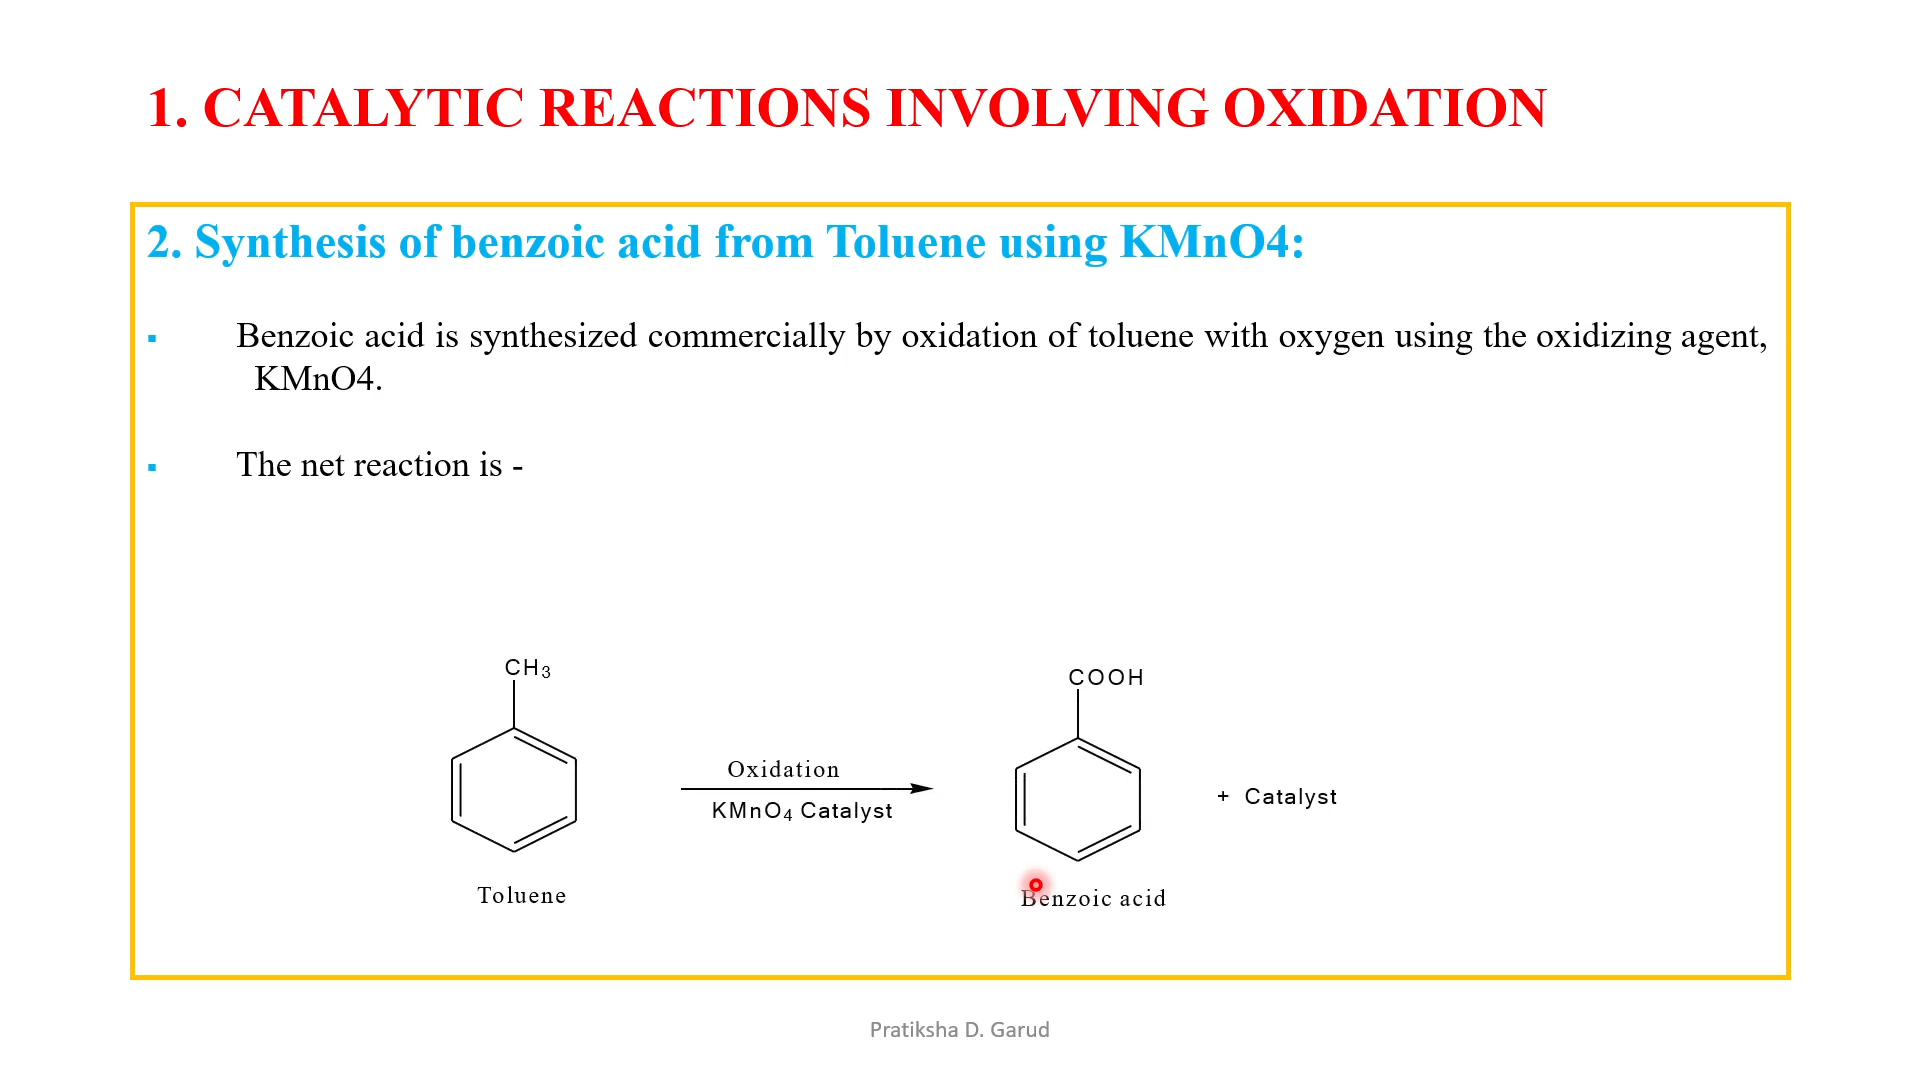 1. CATALYTIC REACTIONS INVOLVING OXIDATION
2. Synthesis of benzoic acid from Toluene using KMnO4:
▪ Benzoic acid is synthesized commercially by oxidation of toluene with oxygen using the oxidizing agent,
KMnO4.
▪ The net reaction is -
CH3
COOH
Oxidation
KMnO4 Catalyst
+ Catalyst
Toluene
Benzoic acid
Pratiksha D. Garud